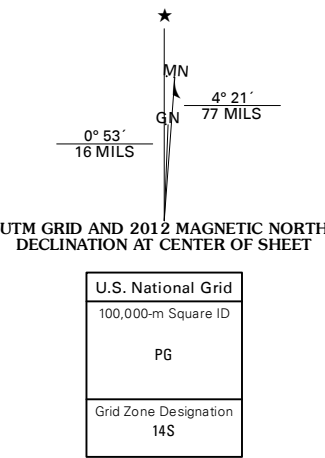 ★
MN
GN
4° 21´
77 MILS
0° 53´
16 MILS
UTM GRID AND 2012 MAGNETIC NORTH
DECLINATION AT CENTER OF SHEET
U.S. National Grid
100,000-m Square ID
PG
Grid Zone Designation
14S